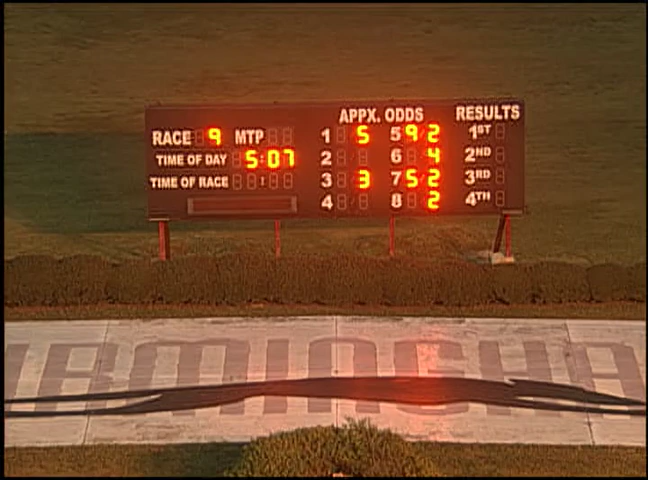 APPX. ODDS RESULTS
RACE 9 MTP 1 5 5 9/2 1ST
TIME OF DAY 5:07 2 6 4 2ND
TIME OF RACE 3 3 7 5/2 3RD
4 8 2 4TH
IRMINGHA